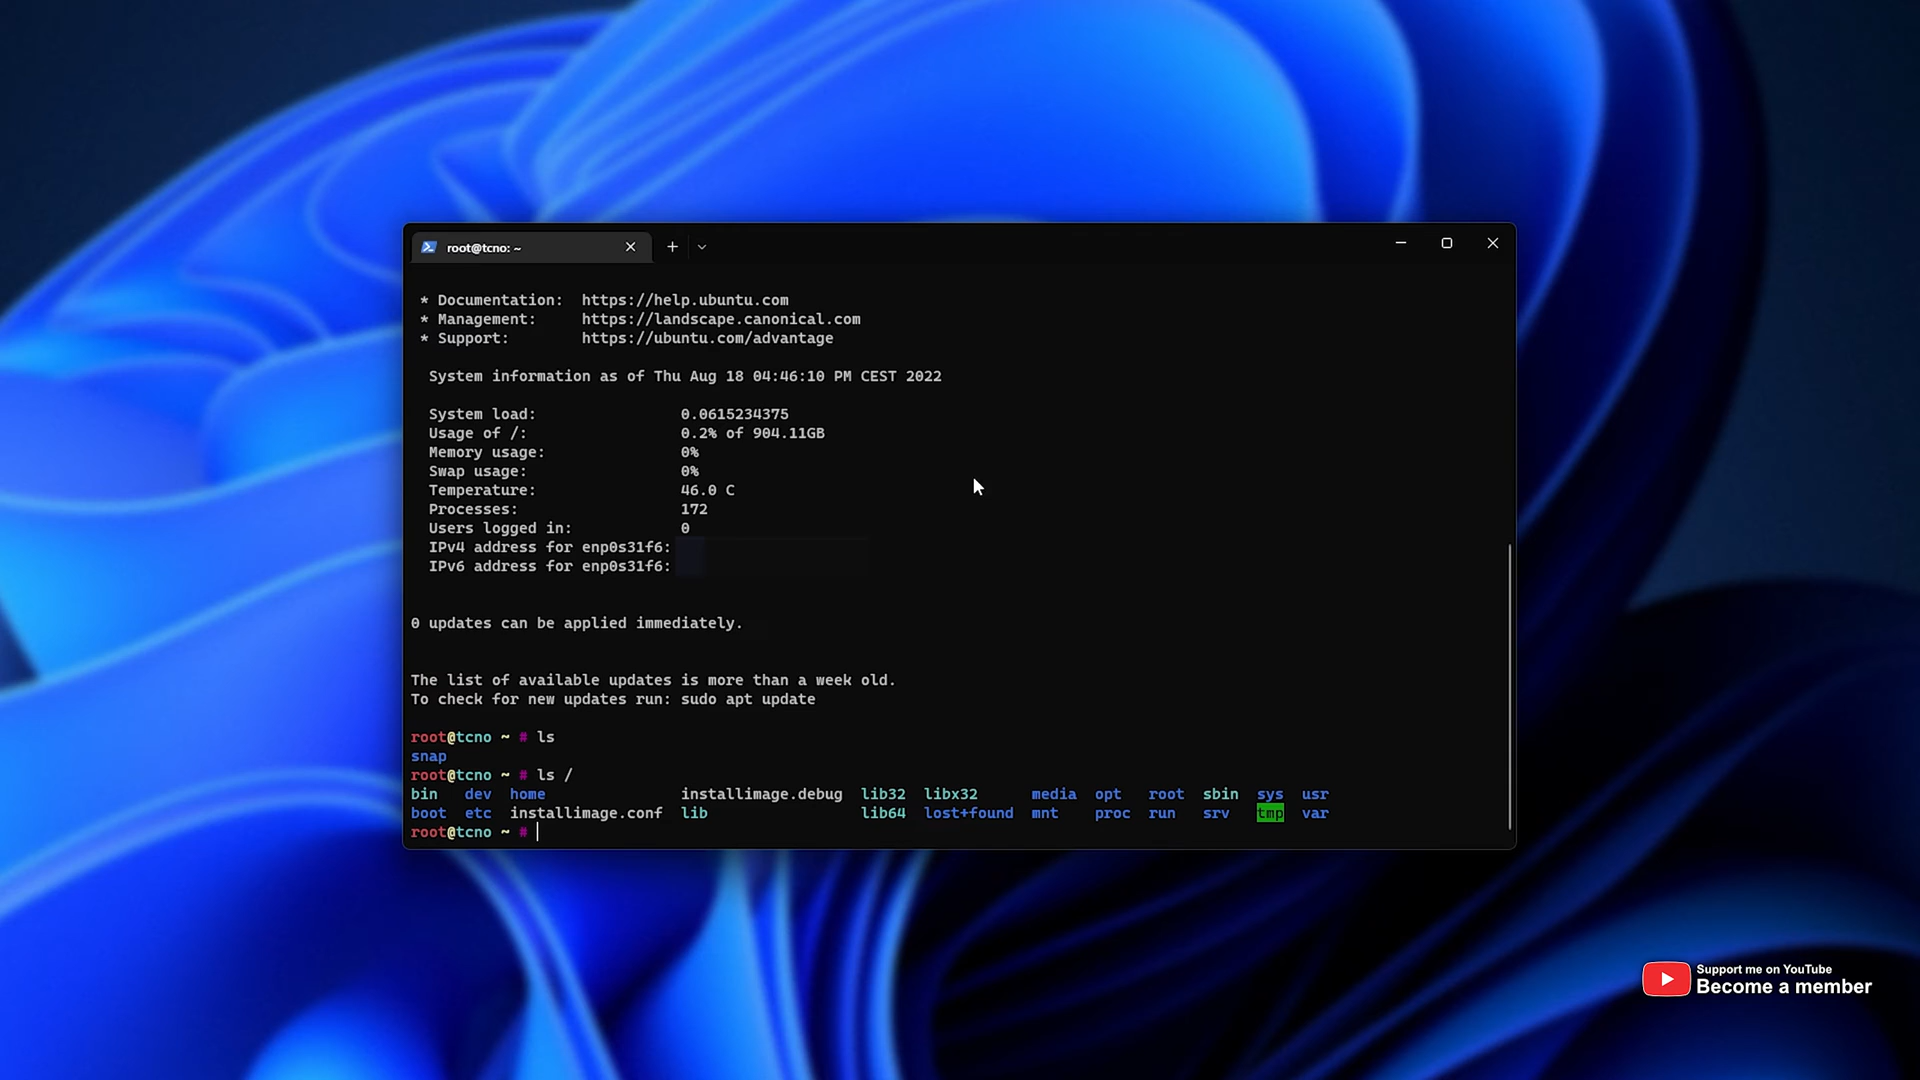 root@tcno: ~
* Documentation:  https://help.ubuntu.com
* Management:     https://landscape.canonical.com
* Support:        https://ubuntu.com/advantage
System information as of Thu Aug 18 04:46:10 PM CEST 2022
System load:                0.0615234375
Usage of /:                 0.2% of 904.11GB
Memory usage:               0%
Swap usage:                 0%
Temperature:                46.0 C
Processes:                  172
Users logged in:            0
IPv4 address for enp0s31f6:
IPv6 address for enp0s31f6:
0 updates can be applied immediately.
The list of available updates is more than a week old.
To check for new updates run: sudo apt update
root@tcno ~ # ls
snap
root@tcno ~ # ls /
bin   dev  home               installimage.debug  lib32  libx32      media  opt   root  sbin  sys  usr
boot  etc  installimage.conf  lib                 lib64  lost+found  mnt    proc  run   srv   tmp  var
root@tcno ~ #
Support me on YouTube
Become a member